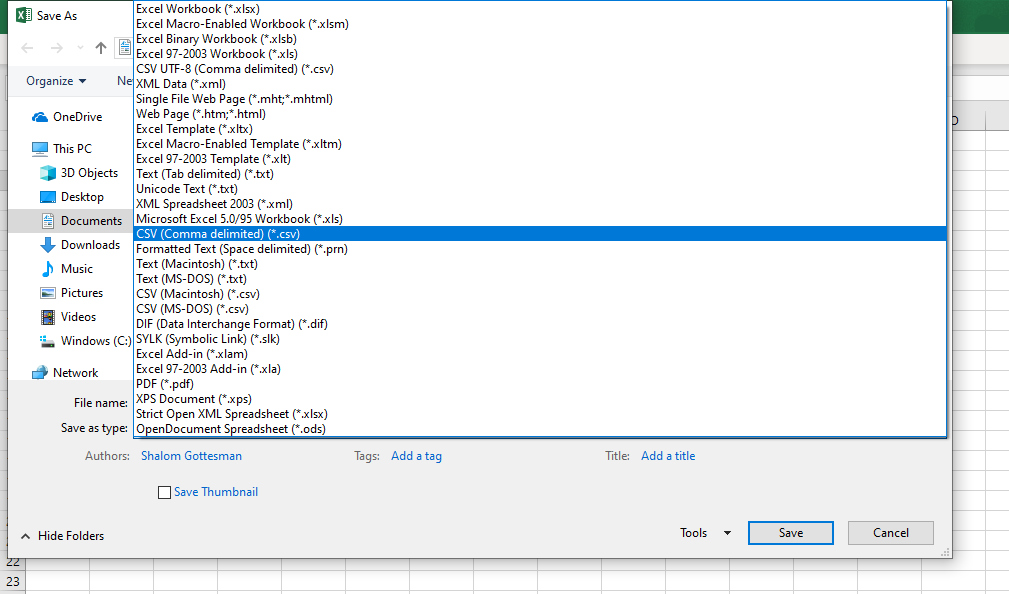 Save As
Organize
Ne
OneDrive
This PC
3D Objects
Desktop
Documents
Downloads
Music
Pictures
Videos
Windows (C:)
Network
Excel Workbook (*.xlsx)
Excel Macro-Enabled Workbook (*.xlsm)
Excel Binary Workbook (*.xlsb)
Excel 97-2003 Workbook (*.xls)
CSV UTF-8 (Comma delimited) (*.csv)
XML Data (*.xml)
Single File Web Page (*.mht;*.mhtml)
Web Page (*.htm;*.html)
Excel Template (*.xltx)
Excel Macro-Enabled Template (*.xltm)
Excel 97-2003 Template (*.xlt)
Text (Tab delimited) (*.txt)
Unicode Text (*.txt)
XML Spreadsheet 2003 (*.xml)
Microsoft Excel 5.0/95 Workbook (*.xls)
CSV (Comma delimited) (*.csv)
Formatted Text (Space delimited) (*.prn)
Text (Macintosh) (*.txt)
Text (MS-DOS) (*.txt)
CSV (Macintosh) (*.csv)
CSV (MS-DOS) (*.csv)
DIF (Data Interchange Format) (*.dif)
SYLK (Symbolic Link) (*.slk)
Excel Add-in (*.xlam)
Excel 97-2003 Add-in (*.xla)
PDF (*.pdf)
XPS Document (*.xps)
Strict Open XML Spreadsheet (*.xlsx)
OpenDocument Spreadsheet (*.ods)
File name:
Save as type:
Authors: Shalom Gottesman Tags: Add a tag Title: Add a title
Save Thumbnail
Hide Folders Tools Save Cancel
22
23